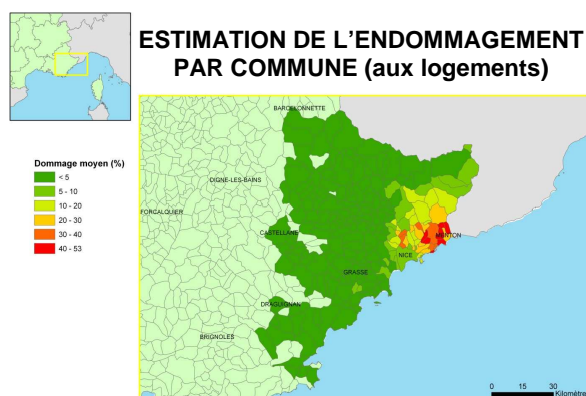 ESTIMATION DE L'ENDOMMAGEMENT
PAR COMMUNE (aux logements)
Dommage moyen (%)
< 5
5 - 10
10 - 20
20 - 30
30 - 40
40 - 53
BARCELONNETTE
DIGNE-LES-BAINS
FORCALQUIER
CASTELLANE
MENTON
NICE
GRASSE
DRAGUIGNAN
BRIGNOLES
0 15 30
Kilomètre